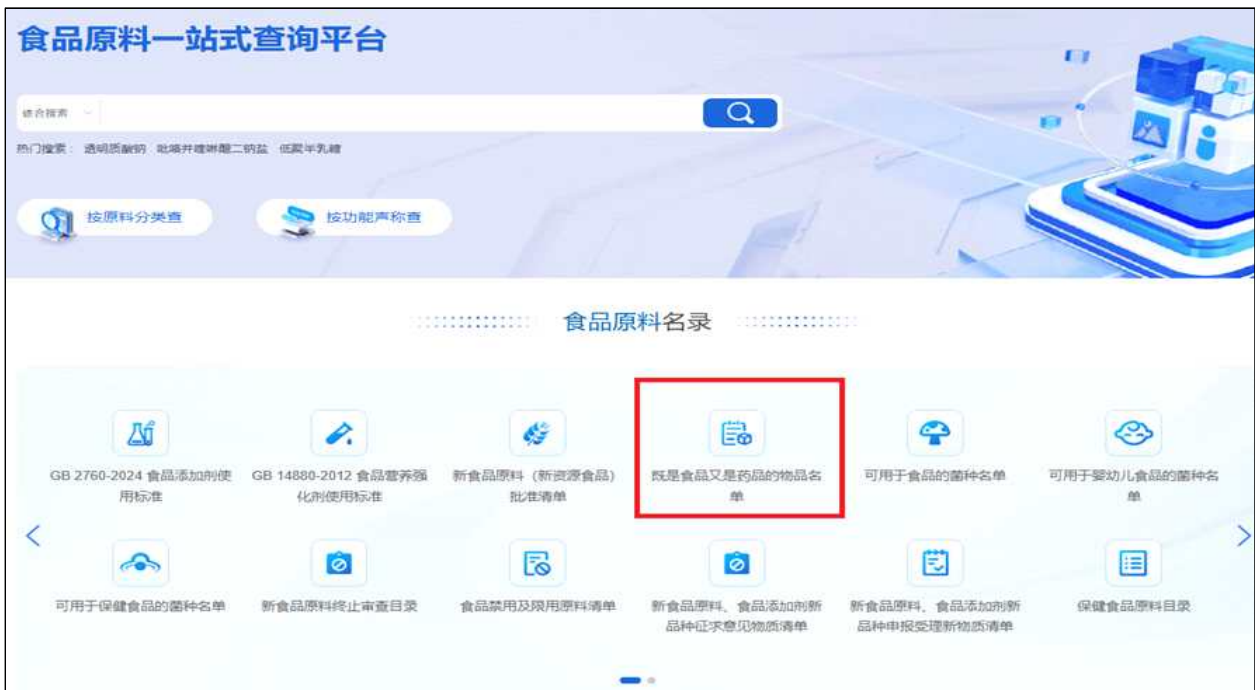 食品原料一站式查询平台
综合搜索
热门搜索： 透明质酸钠 吡咯并喹啉醌二钠盐 低聚半乳糖
按原料分类查
按功能声称查
食品原料名录
GB 2760-2024 食品添加剂使
用标准
GB 14880-2012 食品营养强
化剂使用标准
新食品原料（新资源食品）
批准清单
既是食品又是药品的物品名
单
可用于食品的菌种名单
可用于婴幼儿食品的菌种名
单
可用于保健食品的菌种名单
新食品原料终止审查目录
食品禁用及限用原料清单
新食品原料、食品添加剂新
品种征求意见物质清单
新食品原料、食品添加剂新
品种申报受理新物质清单
保健食品原料目录